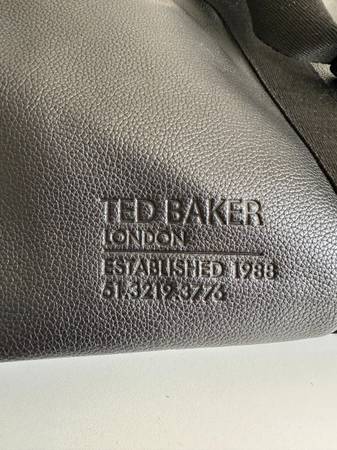 TED BAKER
LONDON
ESTABLISHED 1988
51.3219.3776